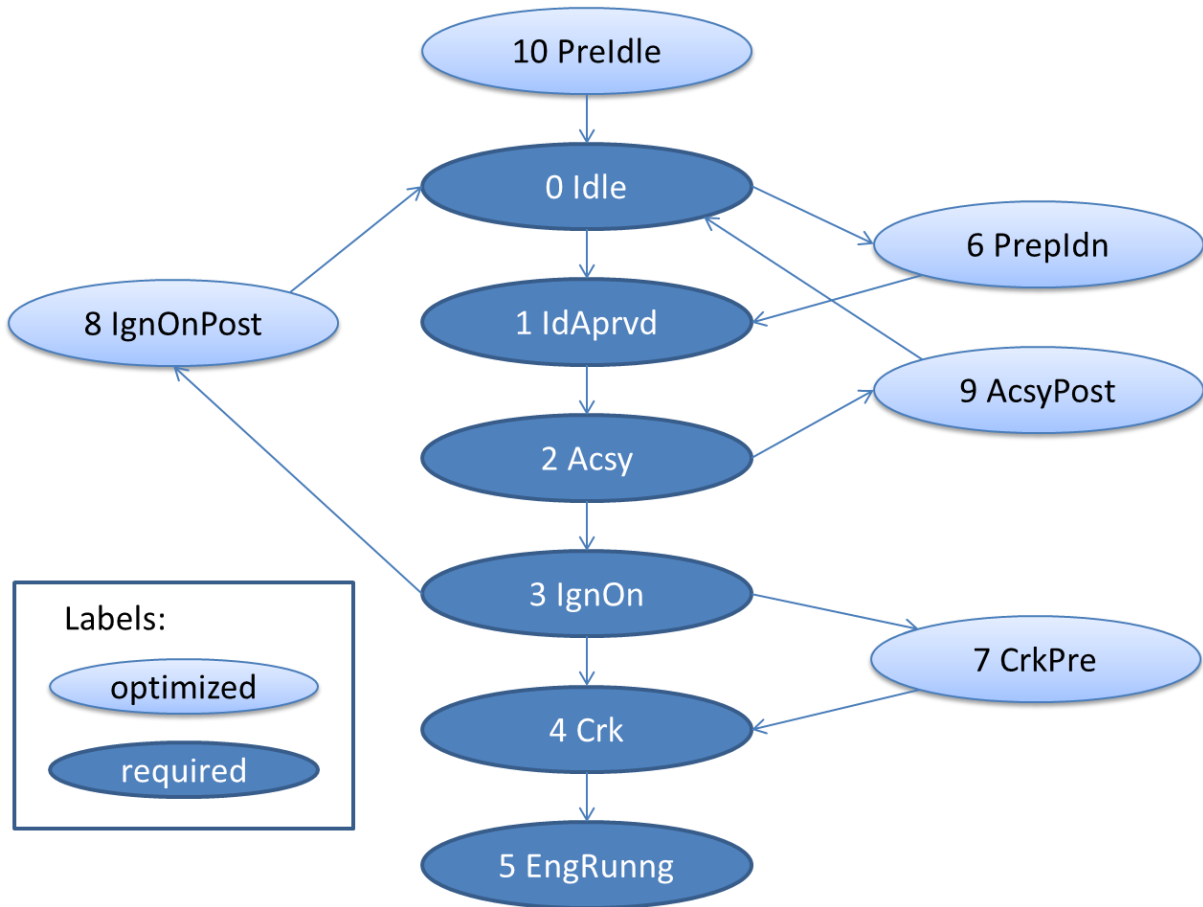 10 PreIdle
0 Idle
6 PrepIdn
8 IgnOnPost
1 IdAprvd
9 AcsyPost
2 Acsy
3 IgnOn
Labels:
7 CrkPre
optimized
4 Crk
required
5 EngRunng